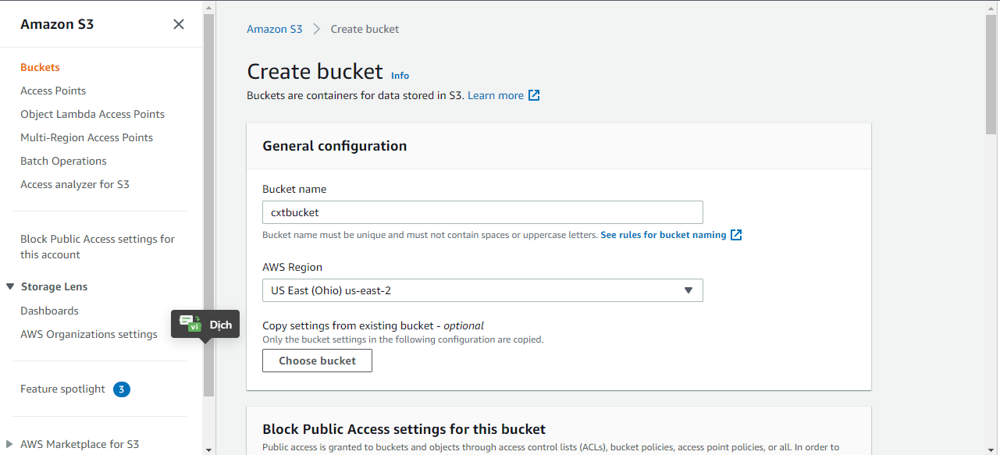 Amazon S3
Buckets
Access Points
Object Lambda Access Points
Multi-Region Access Points
Batch Operations
Access analyzer for S3
Block Public Access settings for
this account
Storage Lens
Dashboards
AWS Organizations settings
Feature spotlight 3
AWS Marketplace for S3
vi Dịch
Amazon S3 Create bucket
Create bucket Info
Buckets are containers for data stored in S3. Learn more
General configuration
Bucket name
cxtbucket
Bucket name must be unique and must not contain spaces or uppercase letters. See rules for bucket naming
AWS Region
US East (Ohio) us-east-2
Copy settings from existing bucket - optional
Only the bucket settings in the following configuration are copied.
Choose bucket
Block Public Access settings for this bucket
Public access is granted to buckets and objects through access control lists (ACLs), bucket policies, access point policies, or all. In order to